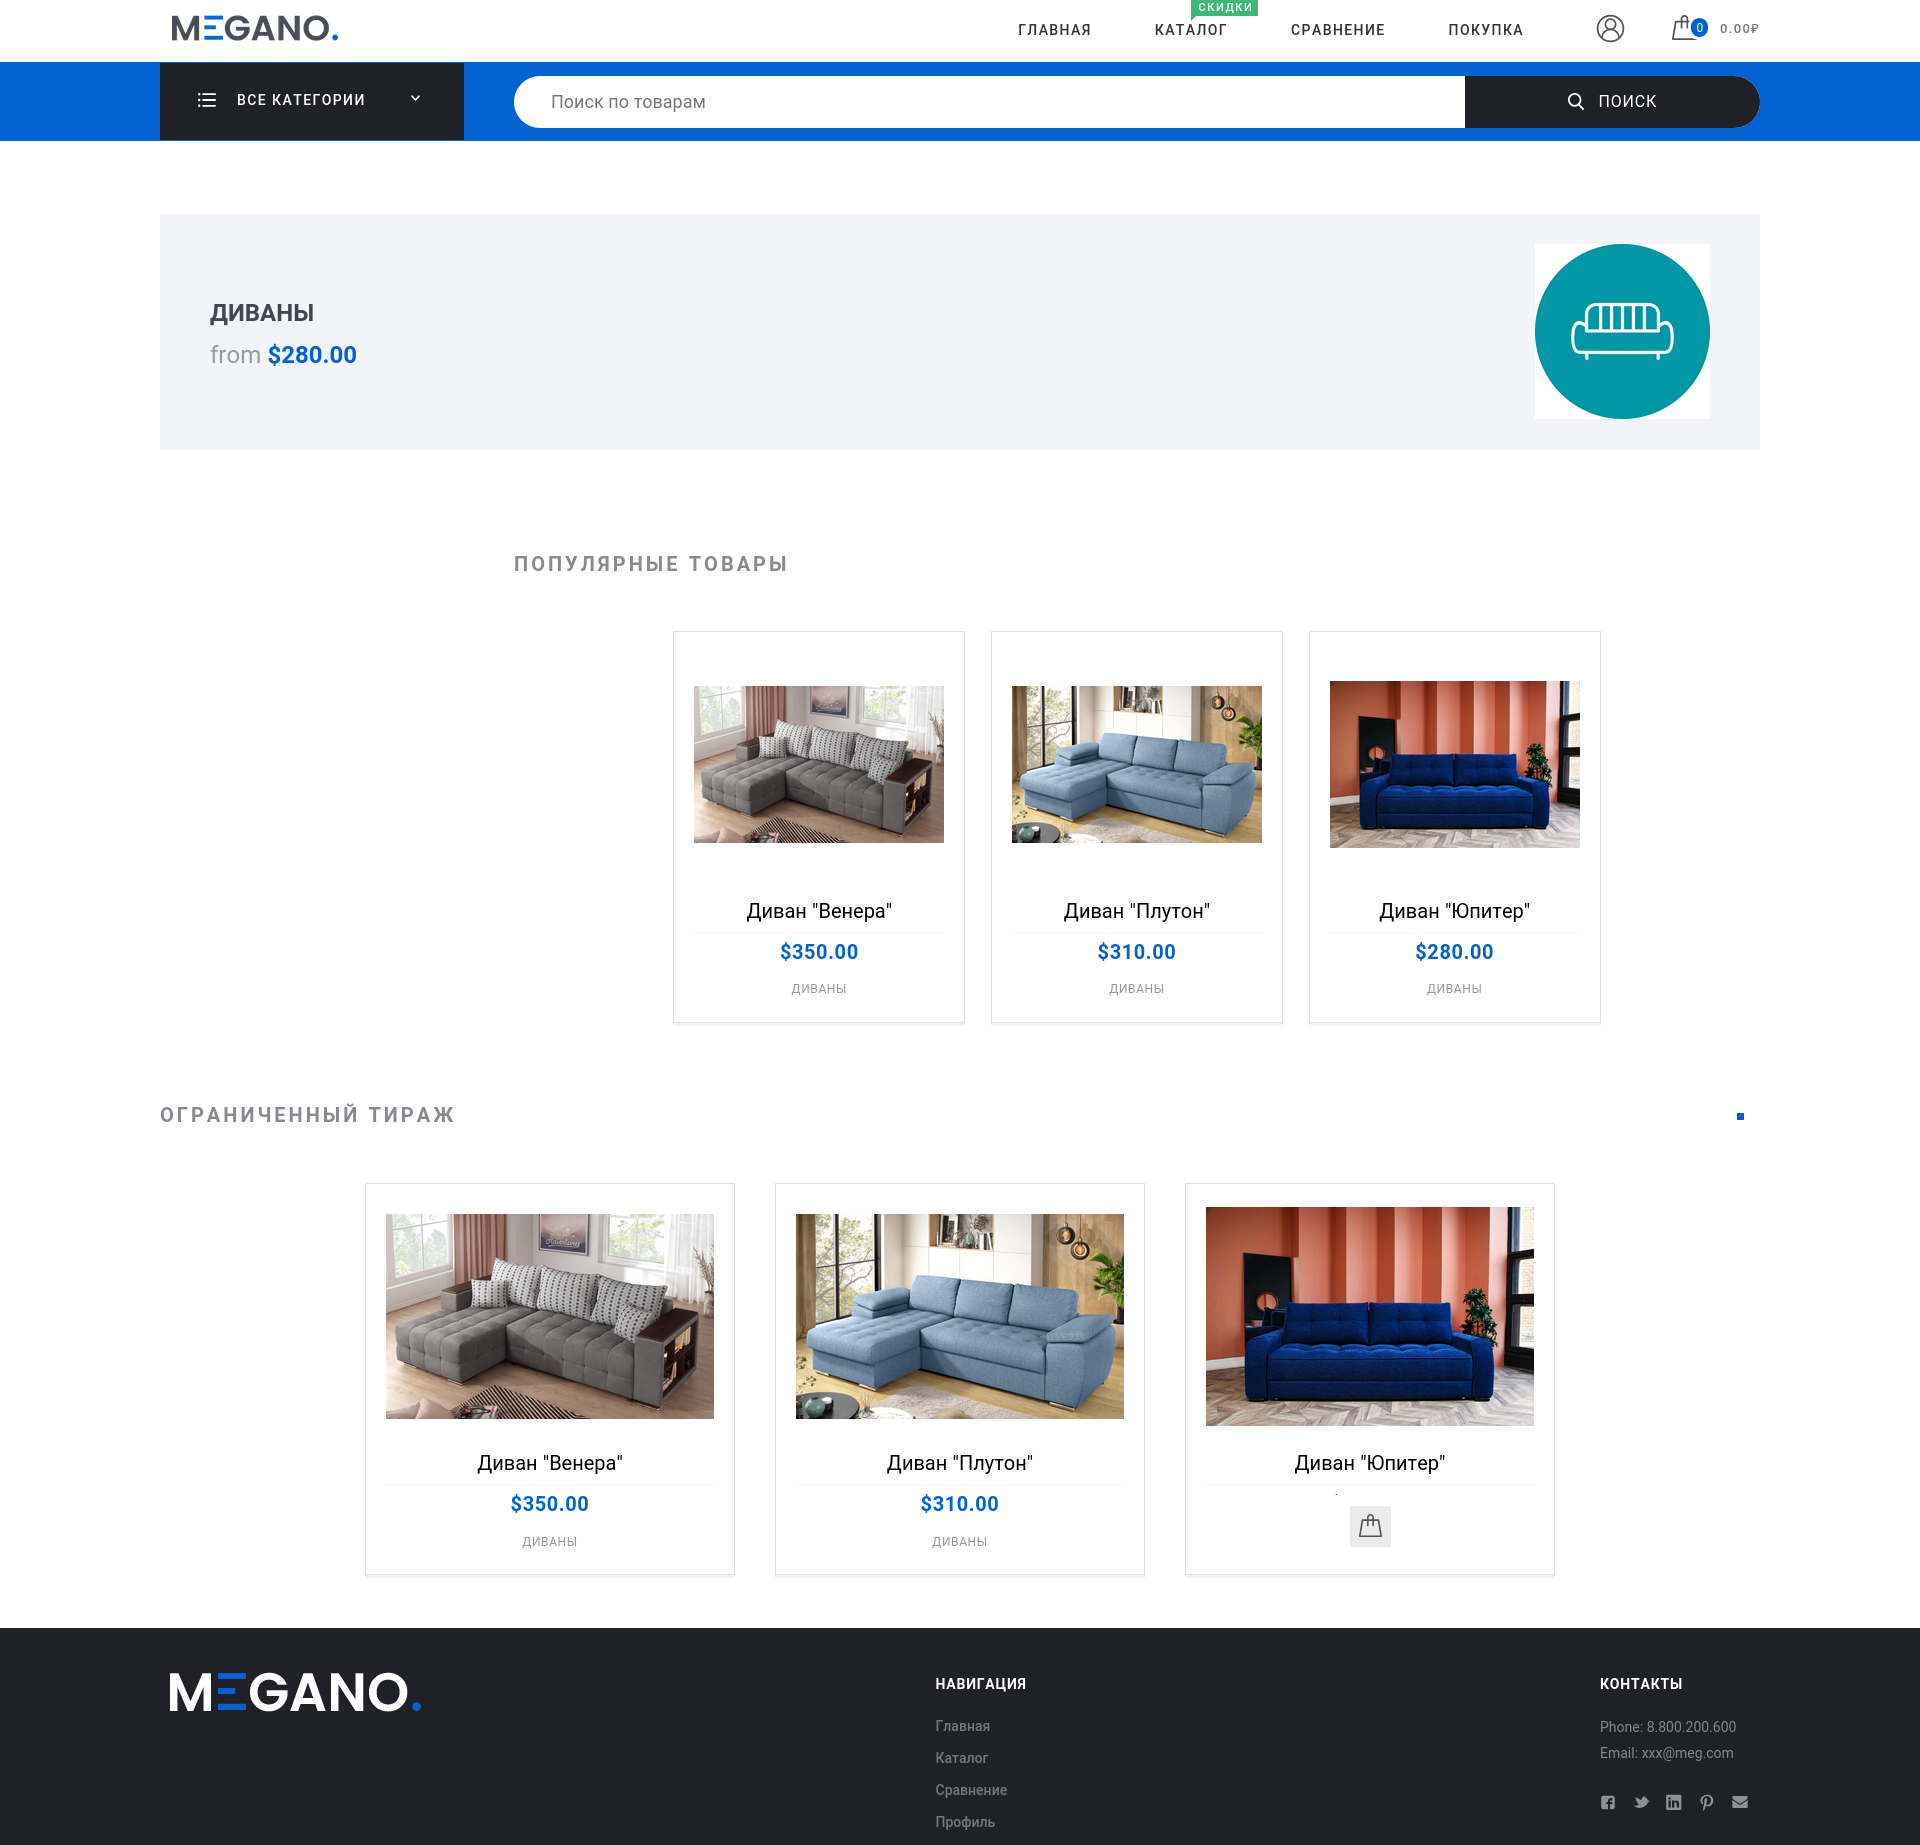 MEGANO.
СКИДКИ
ГЛАВНАЯ КАТАЛОГ СРАВНЕНИЕ ПОКУПКА 0 0.00₽
ВСЕ КАТЕГОРИИ Поиск по товарам ПОИСК
ДИВАНЫ
from $280.00
ПОПУЛЯРНЫЕ ТОВАРЫ
Диван "Венера" Диван "Плутон" Диван "Юпитер"
$350.00 $310.00 $280.00
ДИВАНЫ ДИВАНЫ ДИВАНЫ
ОГРАНИЧЕННЫЙ ТИРАЖ
Диван "Венера" Диван "Плутон" Диван "Юпитер"
$350.00 $310.00
ДИВАНЫ ДИВАНЫ
MEGANO.
НАВИГАЦИЯ
Главная
Каталог
Сравнение
Профиль
КОНТАКТЫ
Phone: 8.800.200.600
Email: xxx@meg.com